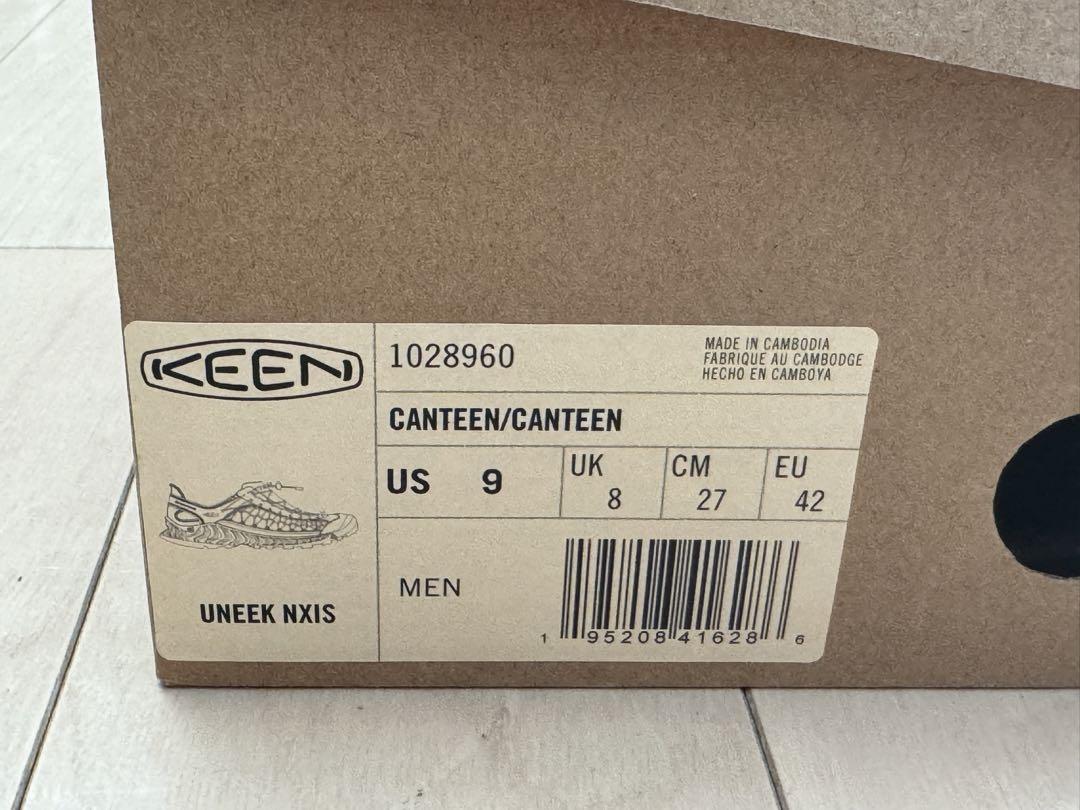 KEEN
1028960
MADE IN CAMBODIA
FABRIQUE AU CAMBODGE
HECHO EN CAMBOYA
CANTEEN/CANTEEN
US 9
UK 8
CM 27
EU 42
MEN
UNEEK NXIS
1 95208 41628 6